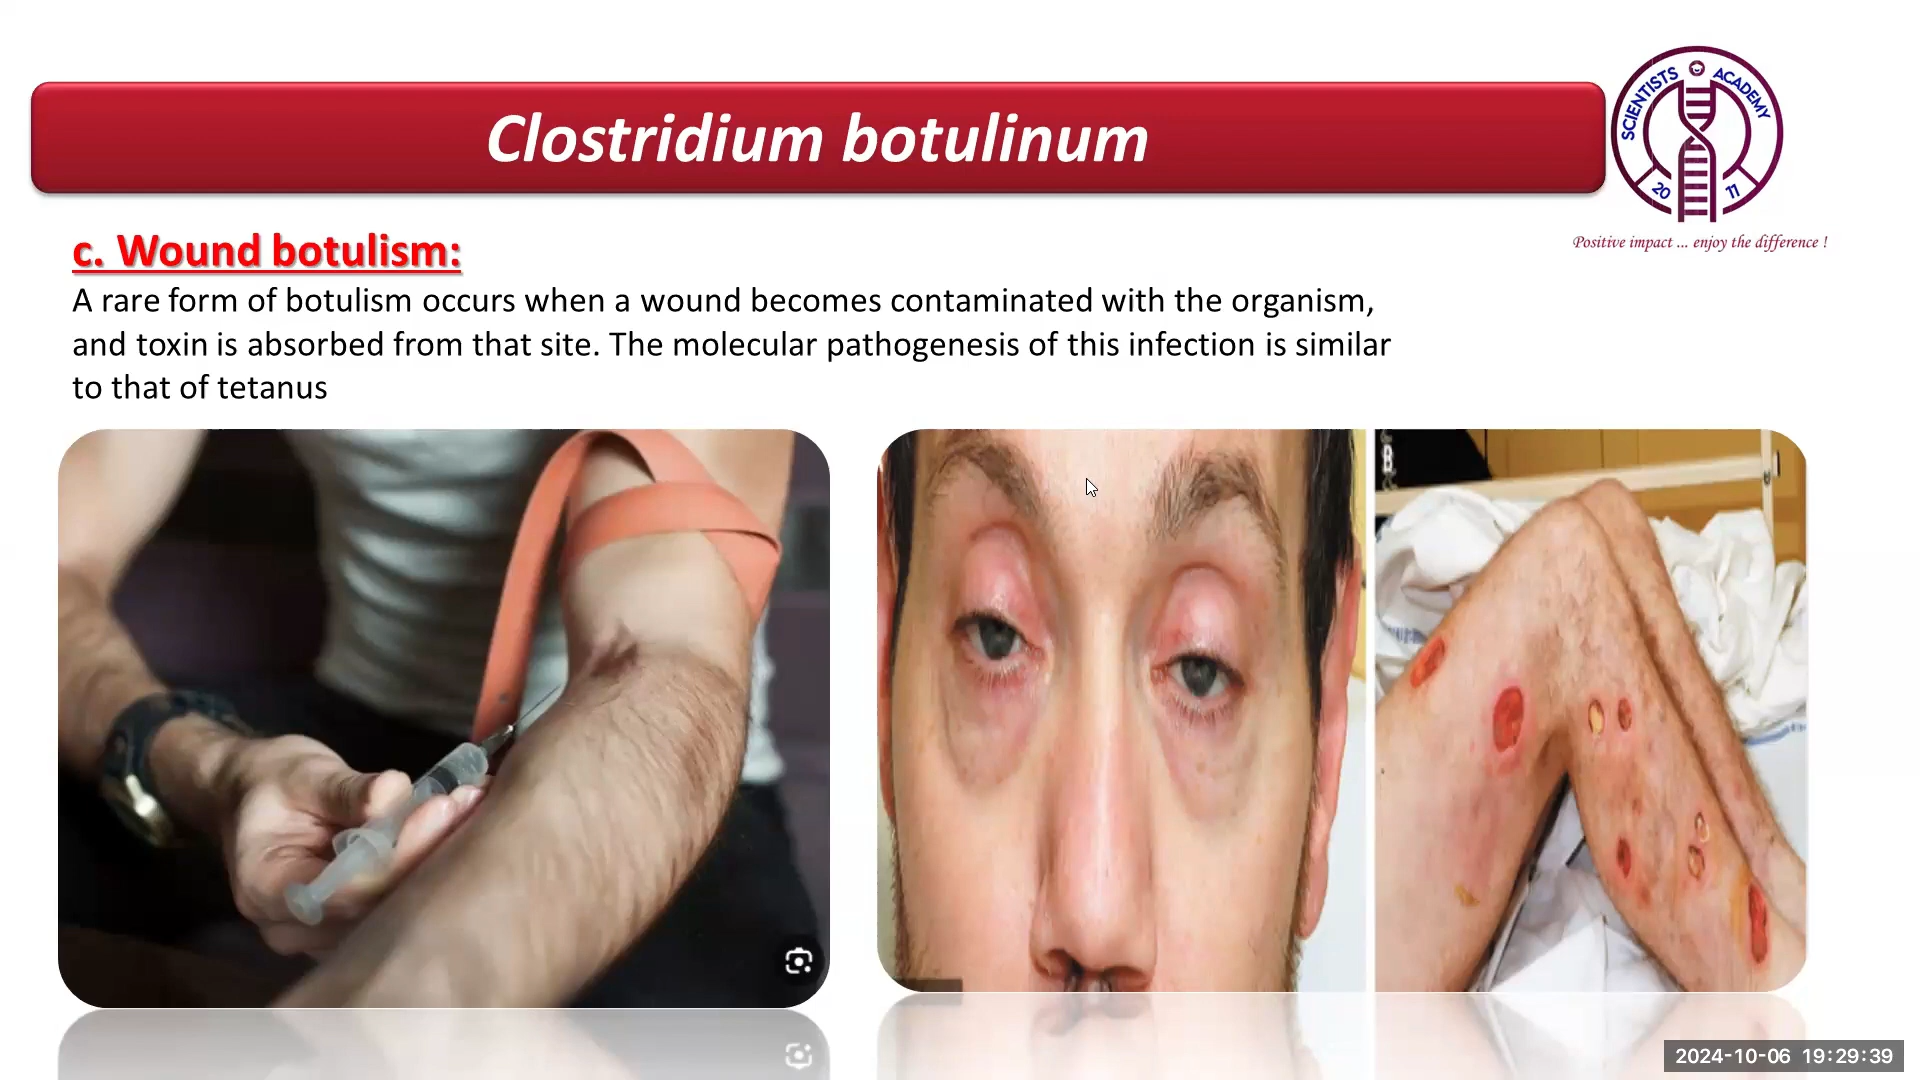 Clostridium botulinum
SCIENTISTS ACADEMY
20 11
Positive impact ... enjoy the difference !
c. Wound botulism:
A rare form of botulism occurs when a wound becomes contaminated with the organism,
and toxin is absorbed from that site. The molecular pathogenesis of this infection is similar
to that of tetanus
B
2024-10-06 19:29:39